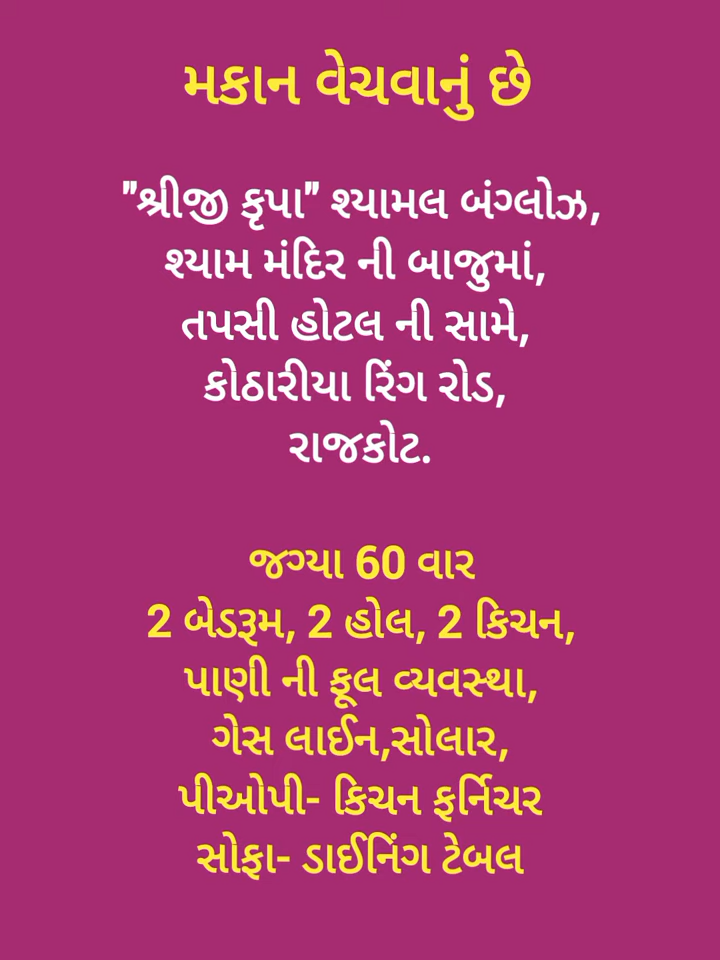 મકાન વેચવાનું છે
"શ્રીજી કૃપા" શ્યામલ બંગ્લોઝ,
શ્યામ મંદિર ની બાજુમાં,
તપસી હોટલ ની સામે,
કોઠારીયા રિંગ રોડ,
રાજકોટ.
જગ્યા 60 વાર
2 બેડરૂમ, 2 હોલ, 2 કિચન,
પાણી ની ફૂલ વ્યવસ્થા,
ગેસ લાઈન,સોલાર,
પીઓપી- કિચન ફર્નિચર
સોફા- ડાઈનિંગ ટેબલ